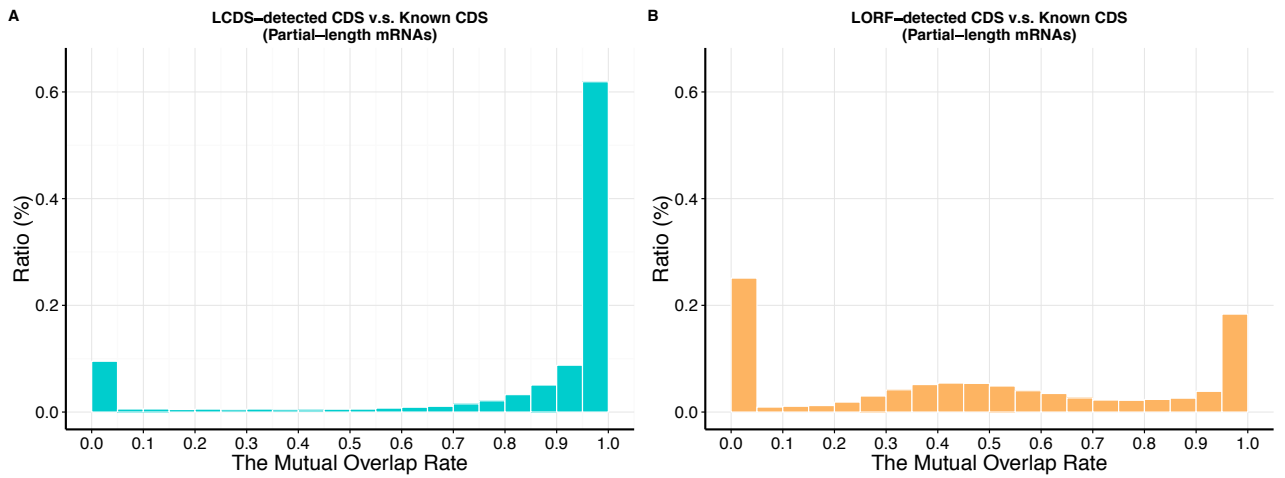 A
LCDS–detected CDS v.s. Known CDS
(Partial–length mRNAs)
Ratio (%)
0.6
0.4
0.2
0.0
0.0 0.1 0.2 0.3 0.4 0.5 0.6 0.7 0.8 0.9 1.0
The Mutual Overlap Rate
B
LORF–detected CDS v.s. Known CDS
(Partial–length mRNAs)
Ratio (%)
0.6
0.4
0.2
0.0
0.0 0.1 0.2 0.3 0.4 0.5 0.6 0.7 0.8 0.9 1.0
The Mutual Overlap Rate